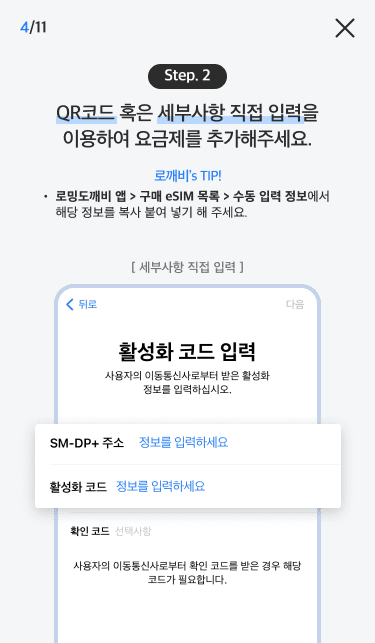 4/11
Step. 2
QR코드 혹은 세부사항 직접 입력을
이용하여 요금제를 추가해주세요.
로깨비's TIP!
• 로밍도깨비 앱 > 구매 eSIM 목록 > 수동 입력 정보에서
해당 정보를 복사 붙여 넣기 해 주세요.
[ 세부사항 직접 입력 ]
뒤로 다음
활성화 코드 입력
사용자의 이동통신사로부터 받은 활성화
정보를 입력하십시오.
SM-DP+ 주소 정보를 입력하세요
활성화 코드 정보를 입력하세요
확인 코드 선택사항
사용자의 이동통신사로부터 확인 코드를 받은 경우 해당
코드가 필요합니다.